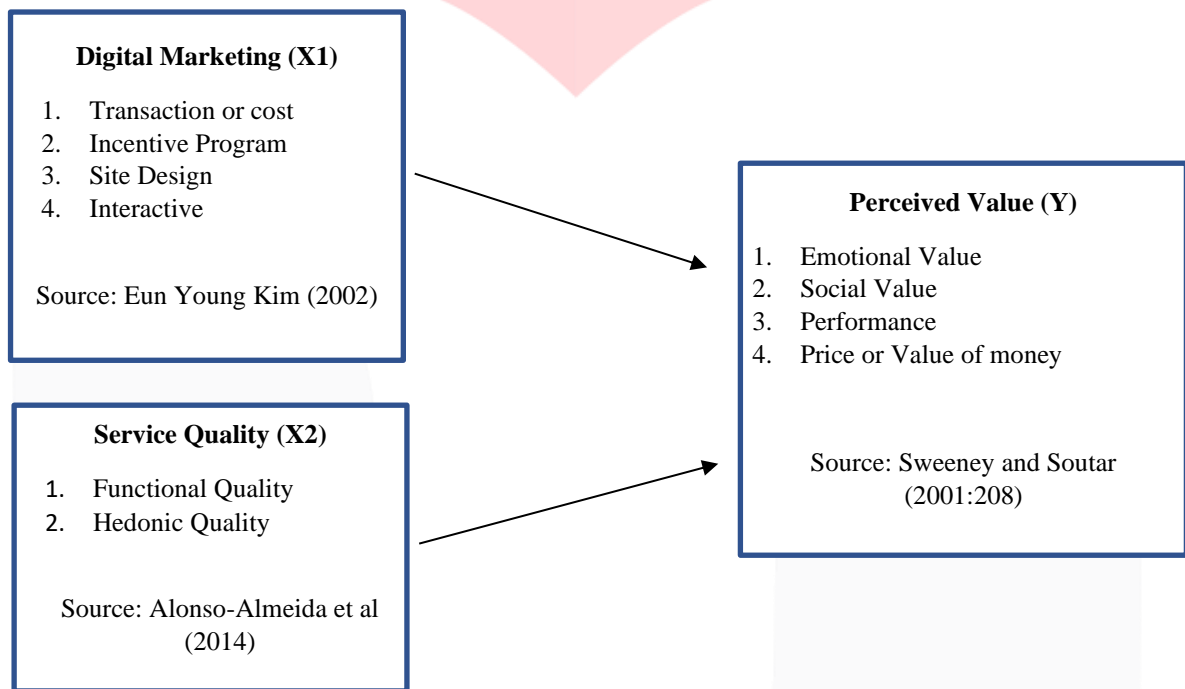 Digital Marketing (X1)
1. Transaction or cost
2. Incentive Program
3. Site Design
4. Interactive
Source: Eun Young Kim (2002)
Service Quality (X2)
1. Functional Quality
2. Hedonic Quality
Source: Alonso-Almeida et al
(2014)
Perceived Value (Y)
1. Emotional Value
2. Social Value
3. Performance
4. Price or Value of money
Source: Sweeney and Soutar
(2001:208)